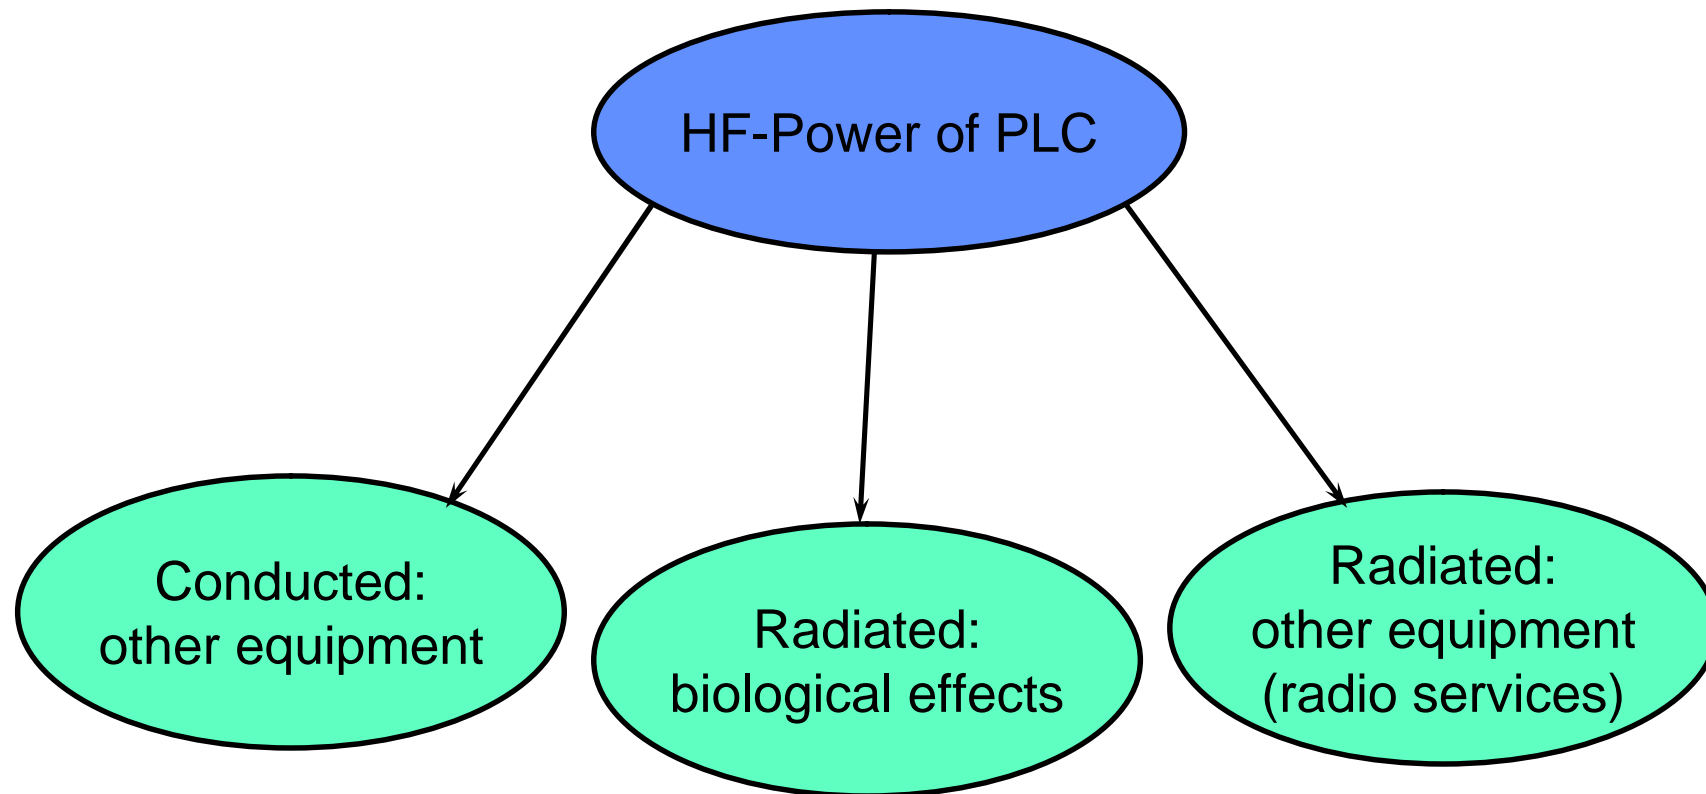 HF-Power of PLC
Conducted:
other equipment
Radiated:
biological effects
Radiated:
other equipment
(radio services)